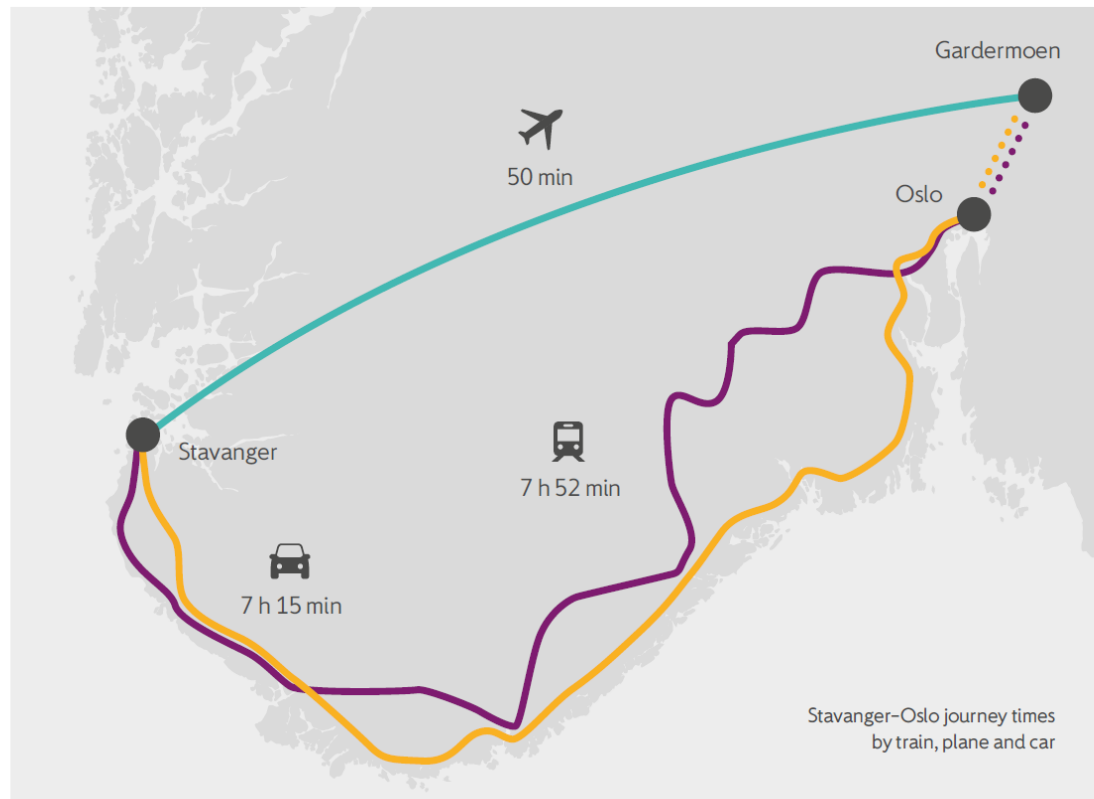 Gardermoen
50 min
Oslo
Stavanger
7 h 52 min
7 h 15 min
Stavanger–Oslo journey times
by train, plane and car